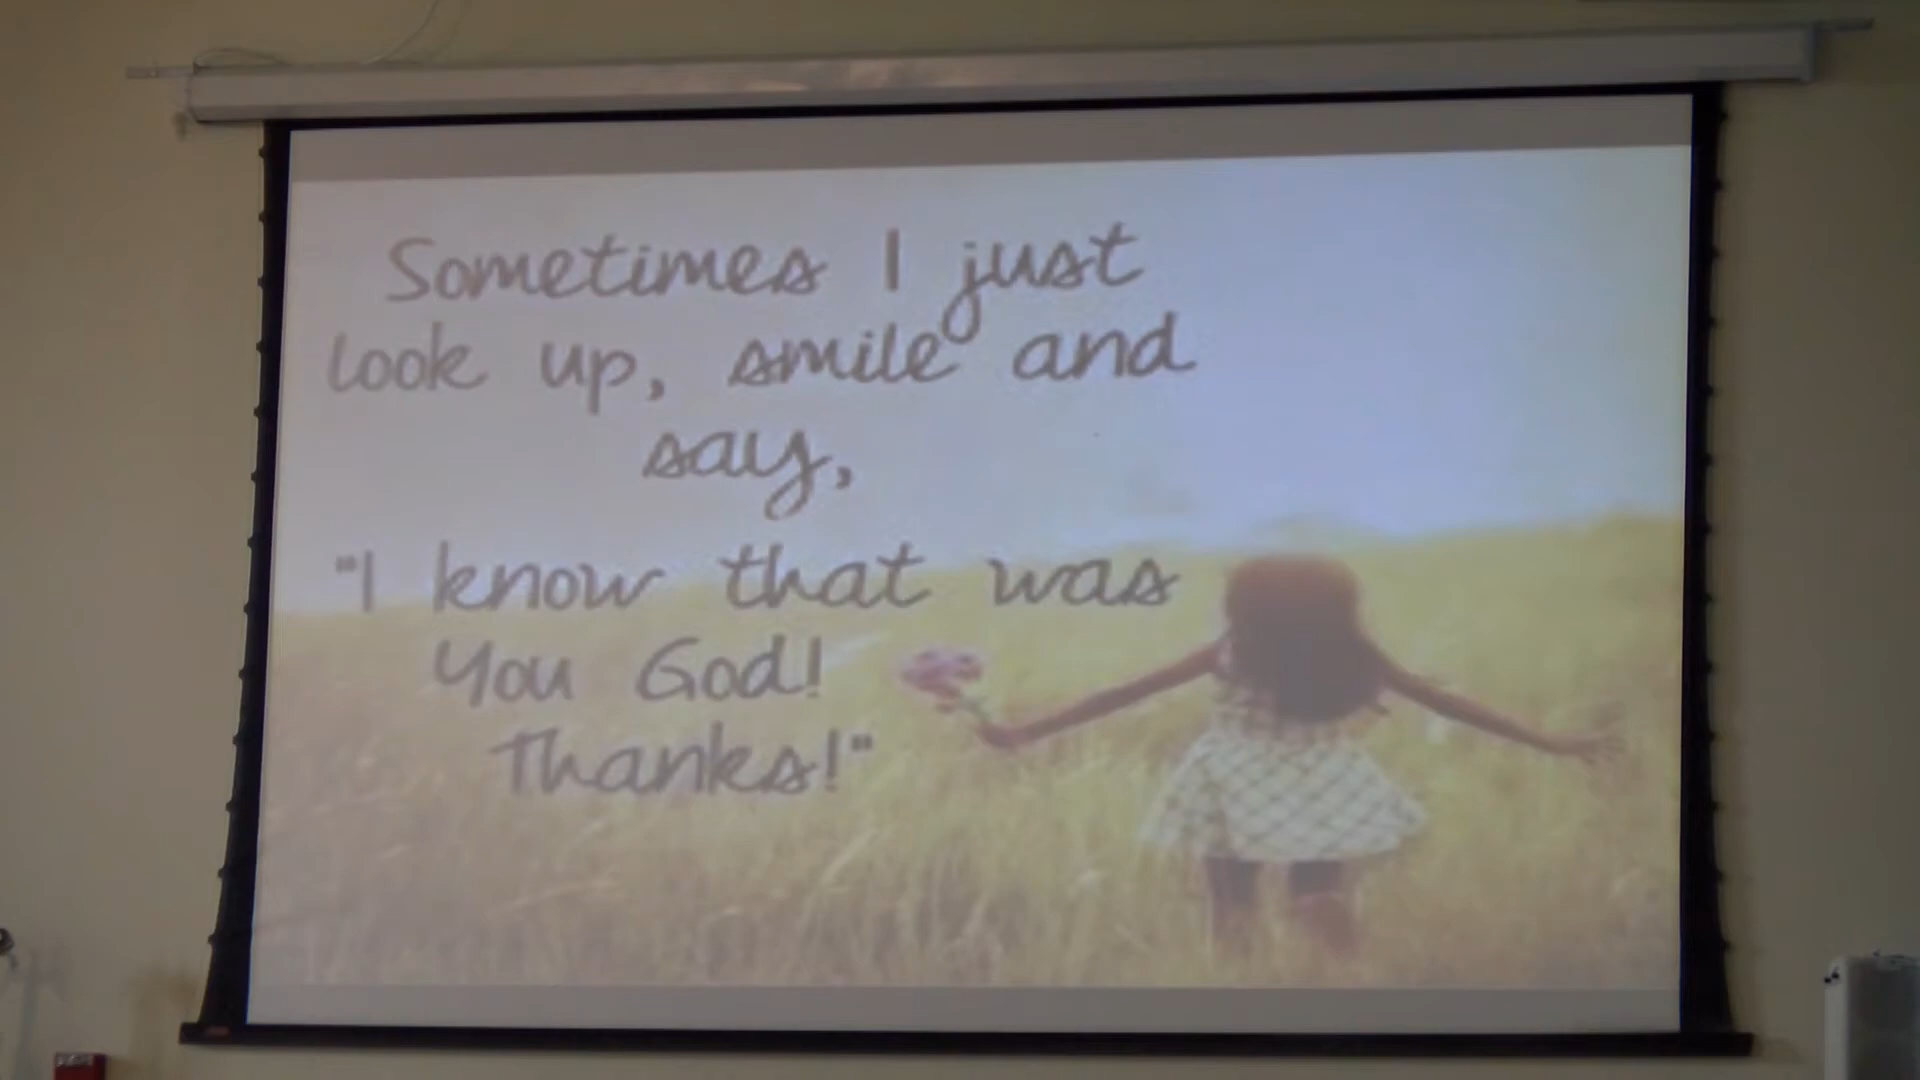 Sometimes I just
look up, smile and
say,
"I know that was
You God!
Thanks!"